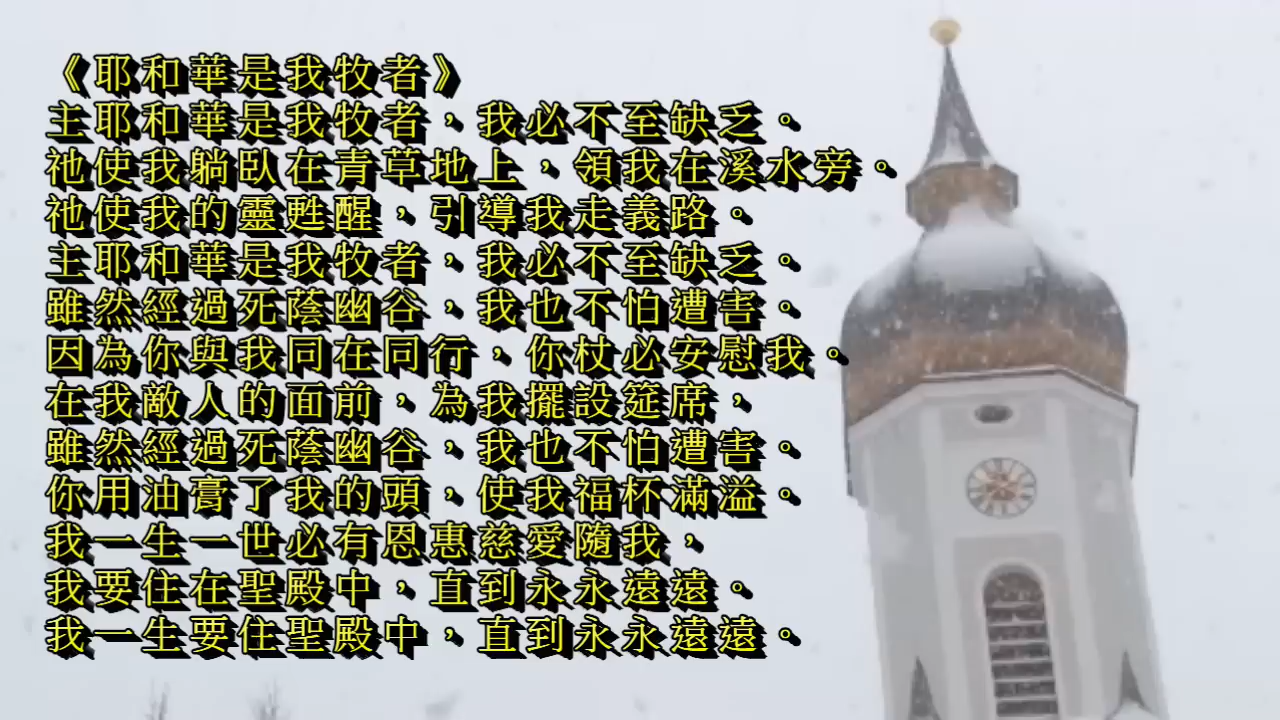 《耶和華是我牧者》
主耶和華是我牧者，我必不至缺乏。
祂使我躺臥在青草地上，領我在溪水旁。
祂使我的靈甦醒，引導我走義路。
主耶和華是我牧者，我必不至缺乏。
雖然經過死蔭幽谷，我也不怕遭害。
因為你與我同在同行，你杖必安慰我。
在我敵人的面前，為我擺設筵席，
雖然經過死蔭幽谷，我也不怕遭害。
你用油膏了我的頭，使我福杯滿溢。
我一生一世必有恩惠慈愛隨我，
我要住在聖殿中，直到永永遠遠。
我一生要住聖殿中，直到永永遠遠。